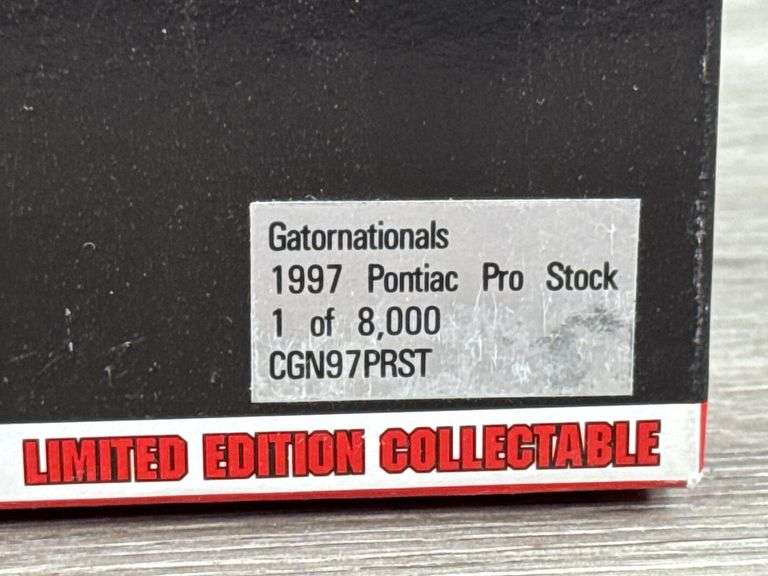 Gatornationals
1997 Pontiac Pro Stock
1 of 8,000
CGN97PRST
LIMITED EDITION COLLECTABLE